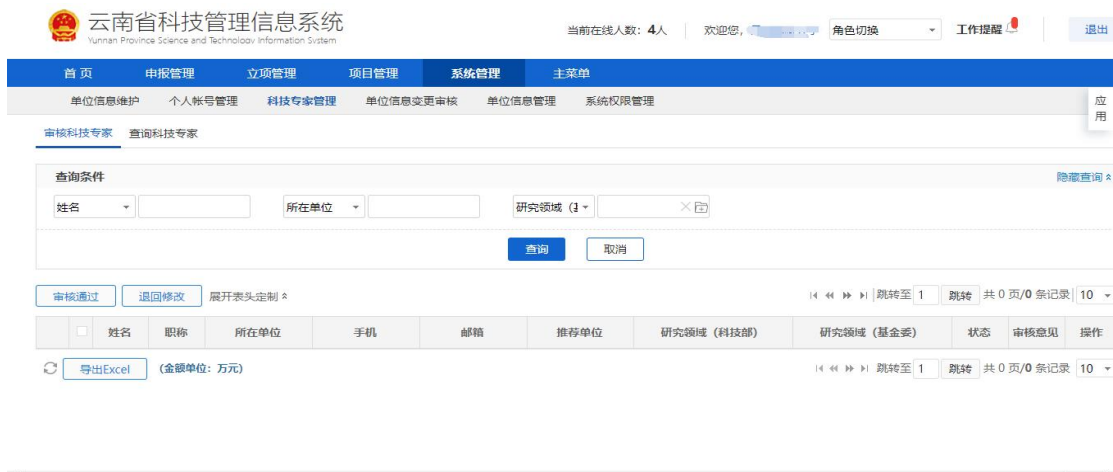 云南省科技管理信息系统
Yunnan Province Science and Technology Information System
当前在线人数：4人 欢迎您， 角色切换 工作提醒 退出
首页 申报管理 立项管理 项目管理 系统管理 主菜单
单位信息维护 个人帐号管理 科技专家管理 单位信息变更审核 单位信息管理 系统权限管理
应用
审核科技专家 查询科技专家
查询条件 隐藏查询
姓名 所在单位 研究领域（
查询 取消
审核通过 退回修改 展开表头定制 跳转至 1 跳转 共 0 页/0 条记录 10
姓名 职称 所在单位 手机 邮箱 推荐单位 研究领域（科技部） 研究领域（基金委） 状态 审核意见 操作
导出Excel （金额单位：万元） 跳转至 1 跳转 共 0 页/0 条记录 10